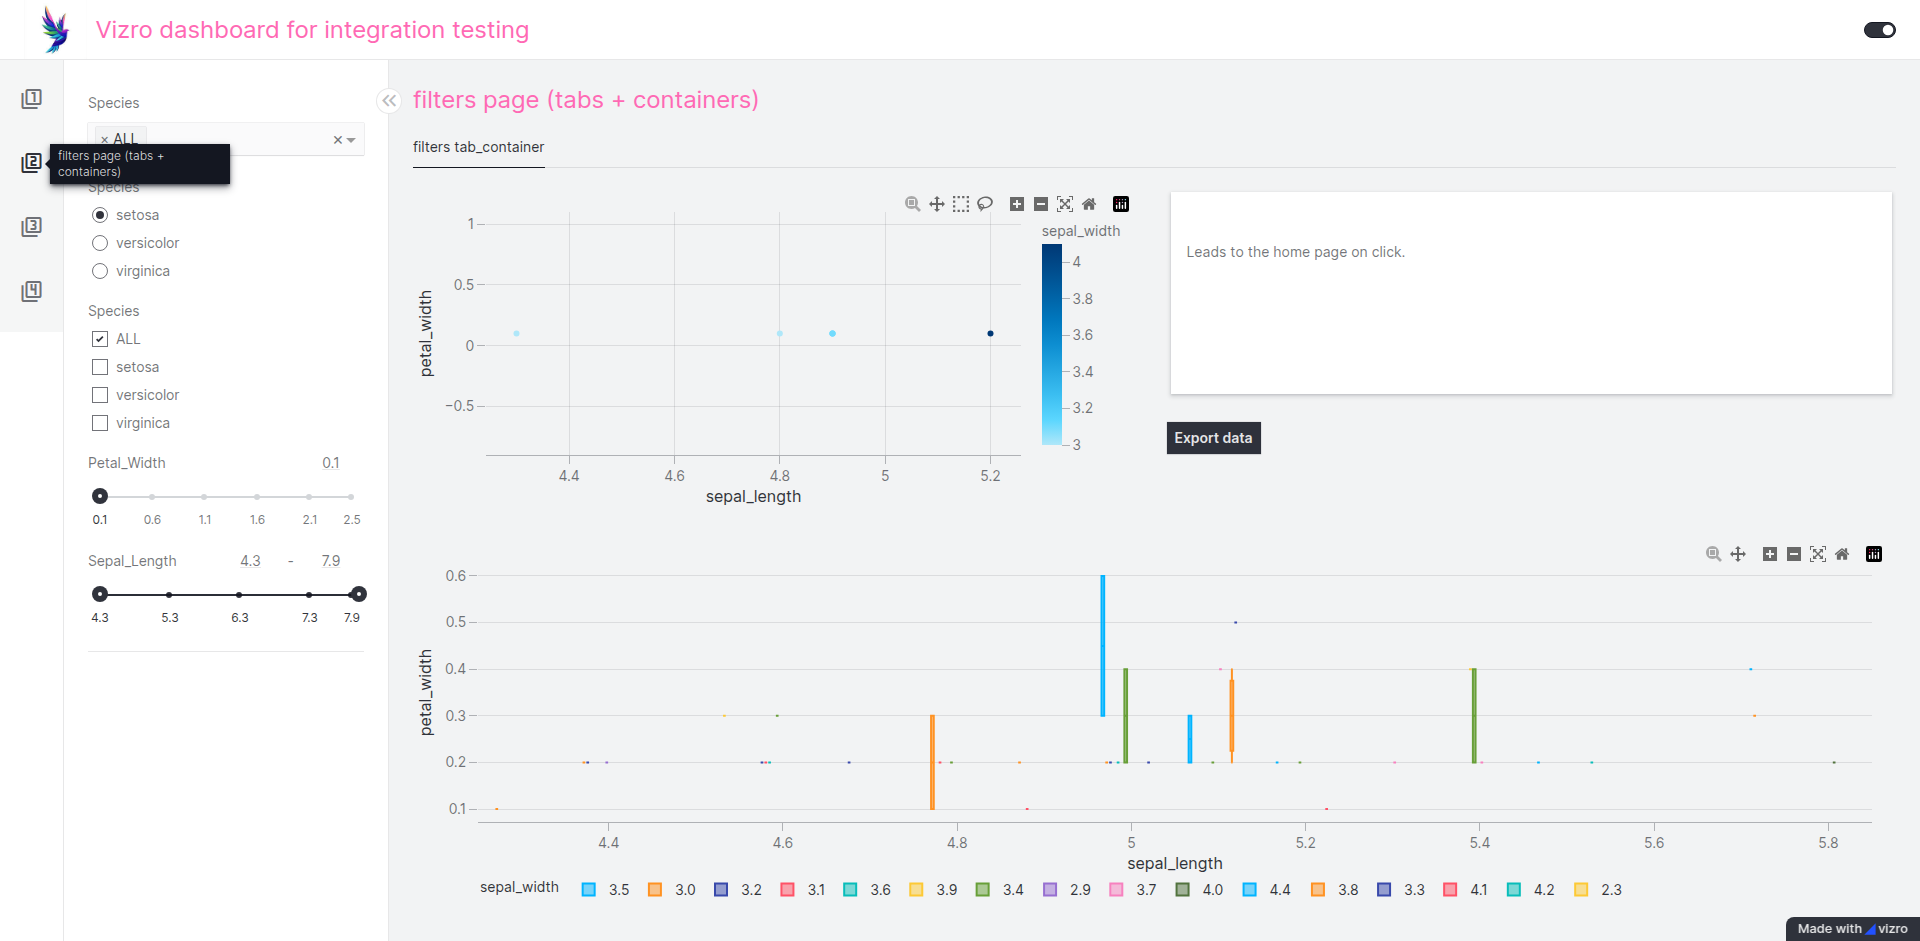 Vizro dashboard for integration testing
1
2
3
4
filters page (tabs +
containers)
Species
× ALL
Species
setosa
versicolor
virginica
Species
ALL
setosa
versicolor
virginica
Petal_Width 0.1
0.1 0.6 1.1 1.6 2.1 2.5
Sepal_Length 4.3 - 7.9
4.3 5.3 6.3 7.3 7.9
filters page (tabs + containers)
filters tab_container
petal_width
1
0.5
0
−0.5
4.4 4.6 4.8 5 5.2
sepal_length
sepal_width
4
3.8
3.6
3.4
3.2
3
Leads to the home page on click.
Export data
petal_width
0.6
0.5
0.4
0.3
0.2
0.1
4.4 4.6 4.8 5 5.2 5.4 5.6 5.8
sepal_length
sepal_width 3.5 3.0 3.2 3.1 3.6 3.9 3.4 2.9 3.7 4.0 4.4 3.8 3.3 4.1 4.2 2.3
Made with vizro